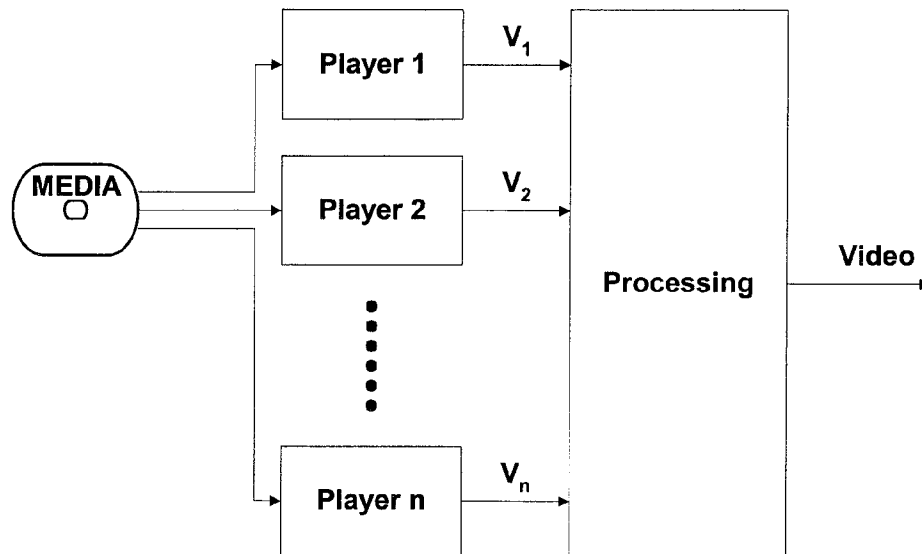 Player 1
V1
MEDIA
Player 2
V2
Processing
Video
Player n
Vn